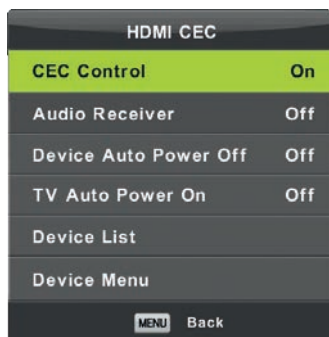 HDMI CEC
CEC Control On
Audio Receiver Off
Device Auto Power Off Off
TV Auto Power On Off
Device List
Device Menu
MENU Back